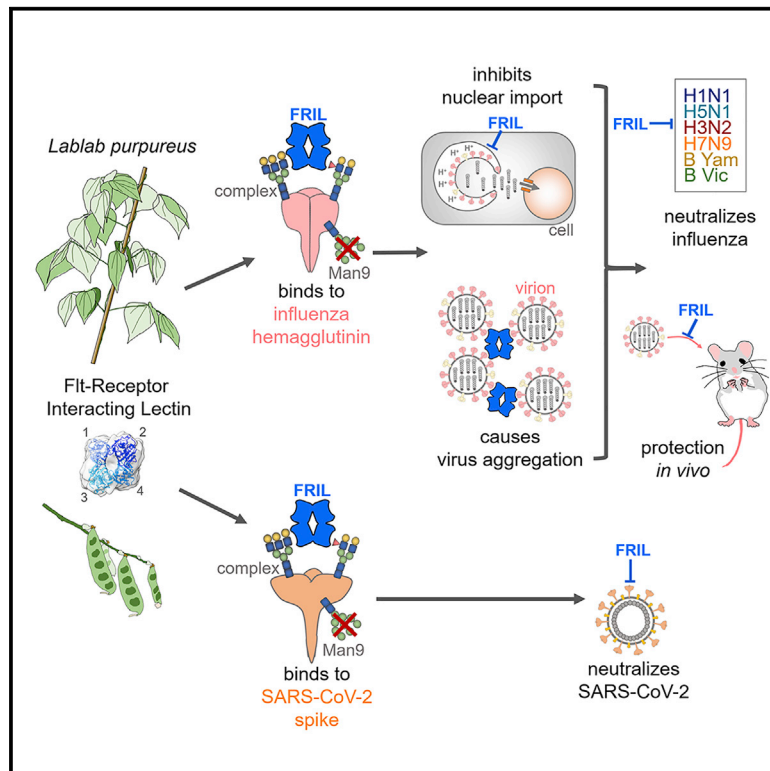 Lablab purpureus
Flt-Receptor
Interacting Lectin
1
2
3
4
FRIL
complex
Man9
binds to
influenza
hemagglutinin
FRIL
complex
Man9
binds to
SARS-CoV-2
spike
inhibits
nuclear import
FRIL
H⁺
H⁺
H⁺
H⁺
H⁺
cell
virion
FRIL
causes
virus aggregation
FRIL
H1N1
H5N1
H3N2
H7N9
B Yam
B Vic
neutralizes
influenza
FRIL
protection
in vivo
FRIL
neutralizes
SARS-CoV-2